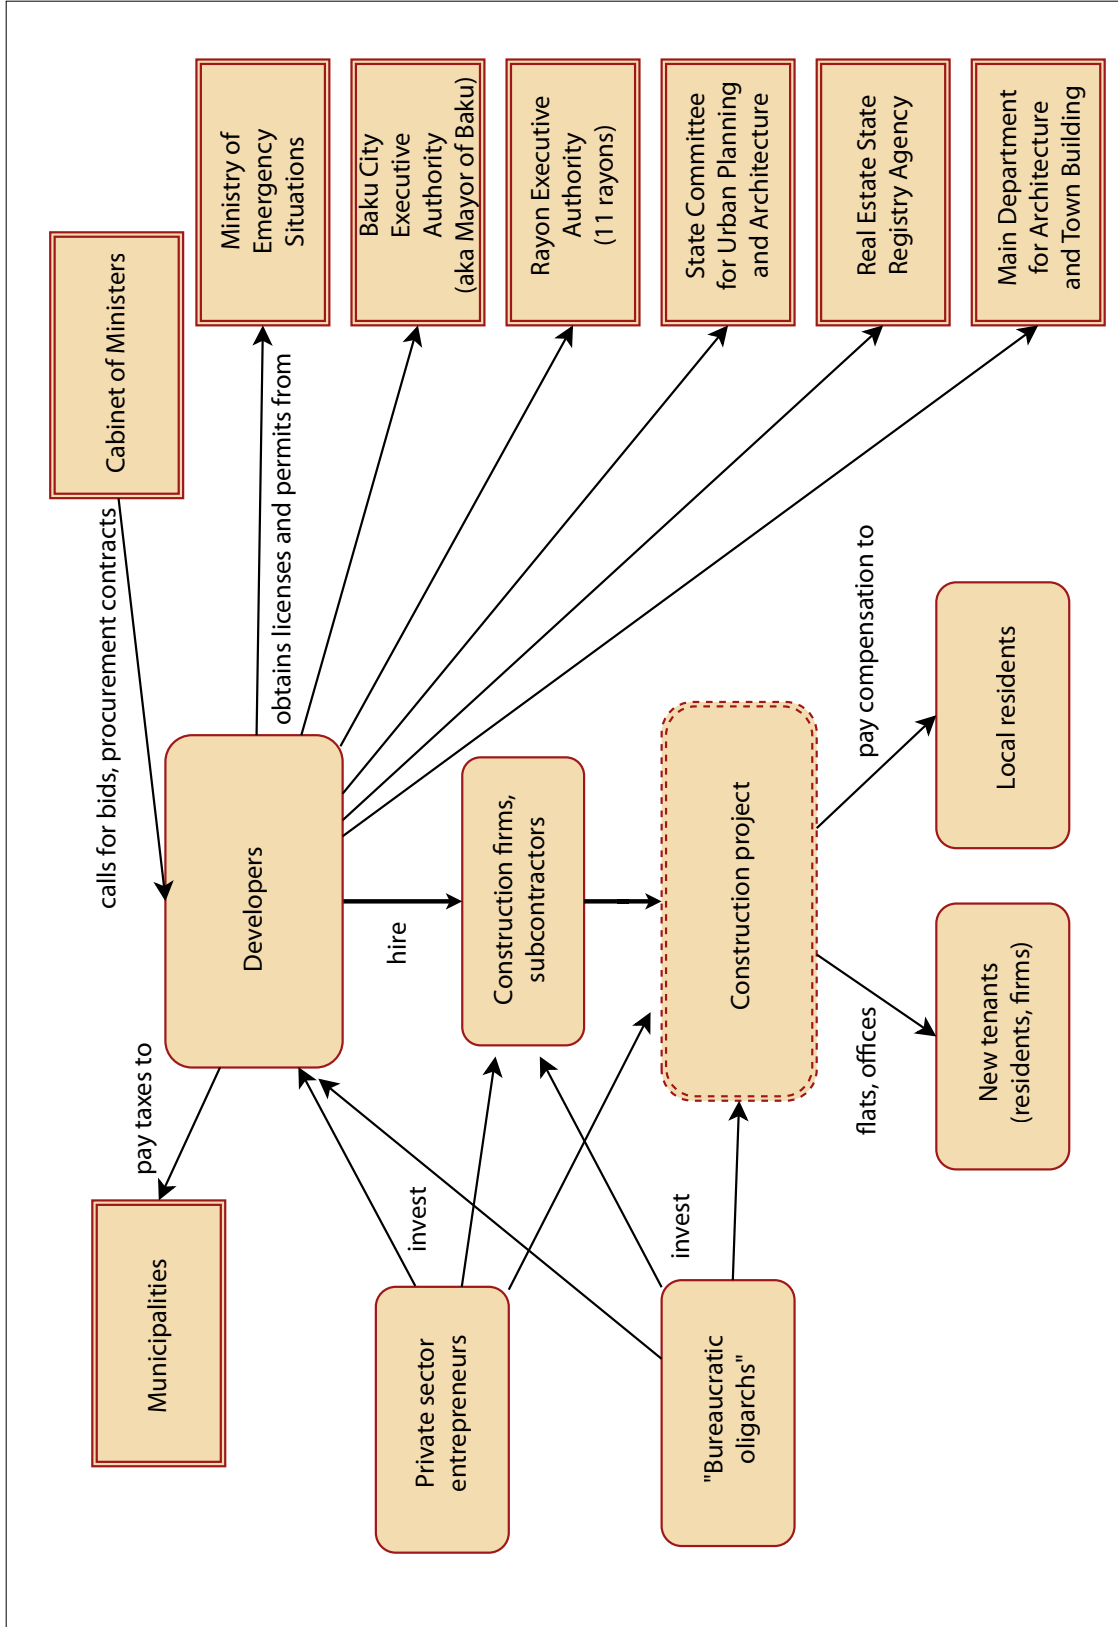 Cabinet of Ministers
calls for bids, procurement contracts
Municipalities
pay taxes to
Developers
obtains licenses and permits from
Ministry of
Emergency
Situations
Baku City
Executive
Authority
(aka Mayor of Baku)
Rayon Executive
Authority
(11 rayons)
State Committee
for Urban Planning
and Architecture
Real Estate State
Registry Agency
Main Department
for Architecture
and Town Building
hire
Private sector
entrepreneurs
invest
Construction firms,
subcontractors
"Bureaucratic
oligarchs"
invest
Construction project
flats, offices
pay compensation to
New tenants
(residents, firms)
Local residents